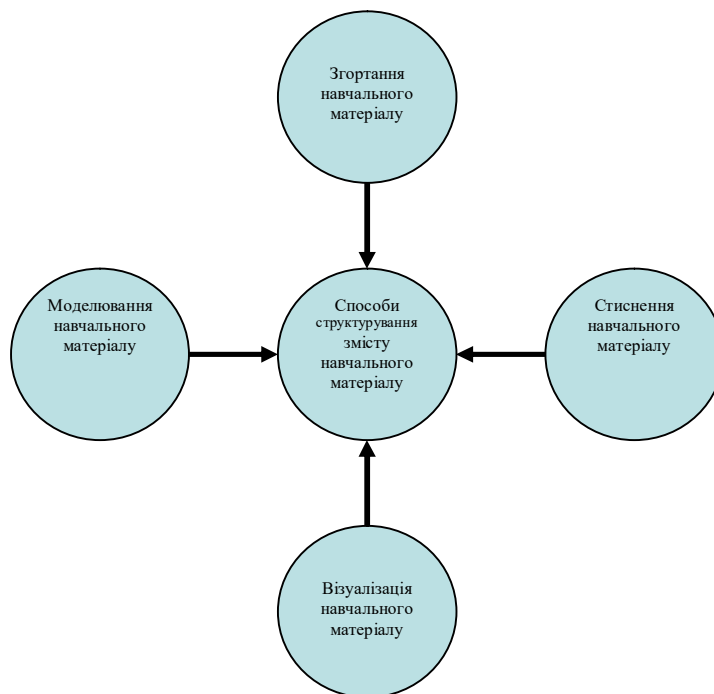 Згортання
навчального
матеріалу
Моделювання
навчального
матеріалу
Способи
структурування
змісту
навчального
матеріалу
Стиснення
навчального
матеріалу
Візуалізація
навчального
матеріалу